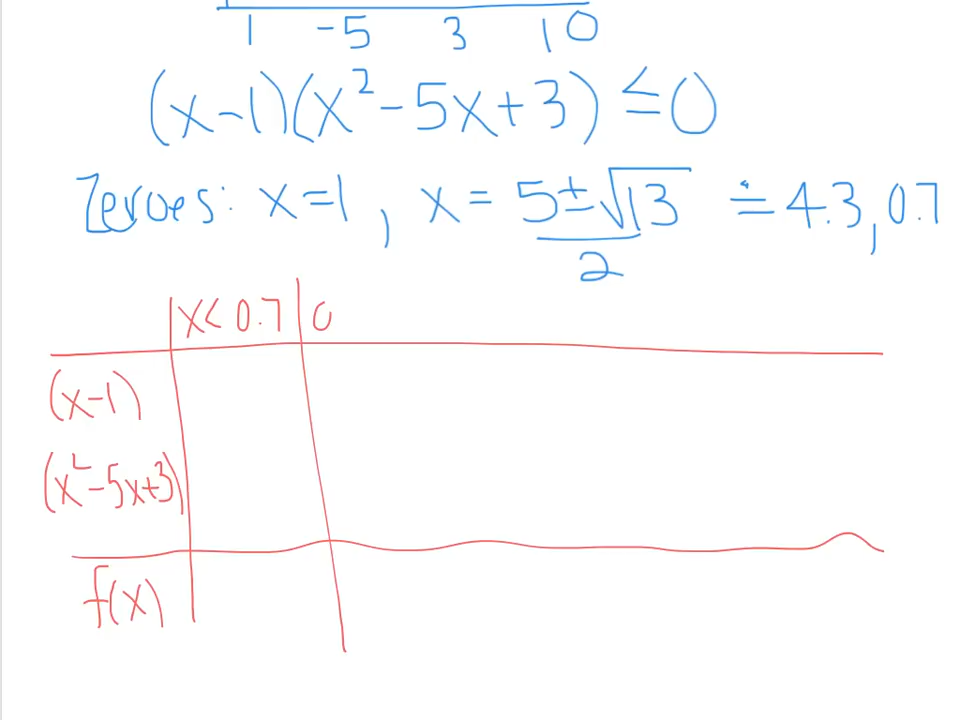 1 -5 3 10
(x-1)(x²-5x+3) ≤ 0
Zeroes: x=1, x = 5±√13 / 2 ≐ 4.3, 0.7
x< 0.7 0
(x-1)
(x²-5x+3)
f(x)